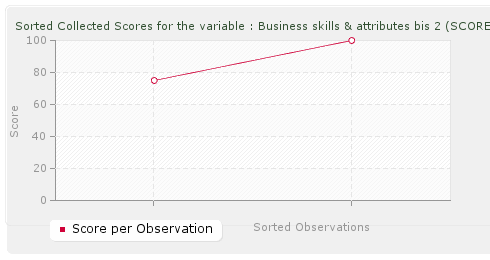 Sorted Collected Scores for the variable : Business skills & attributes bis 2 (SCORE
100
80
60
40
20
0
Score
Score per Observation
Sorted Observations